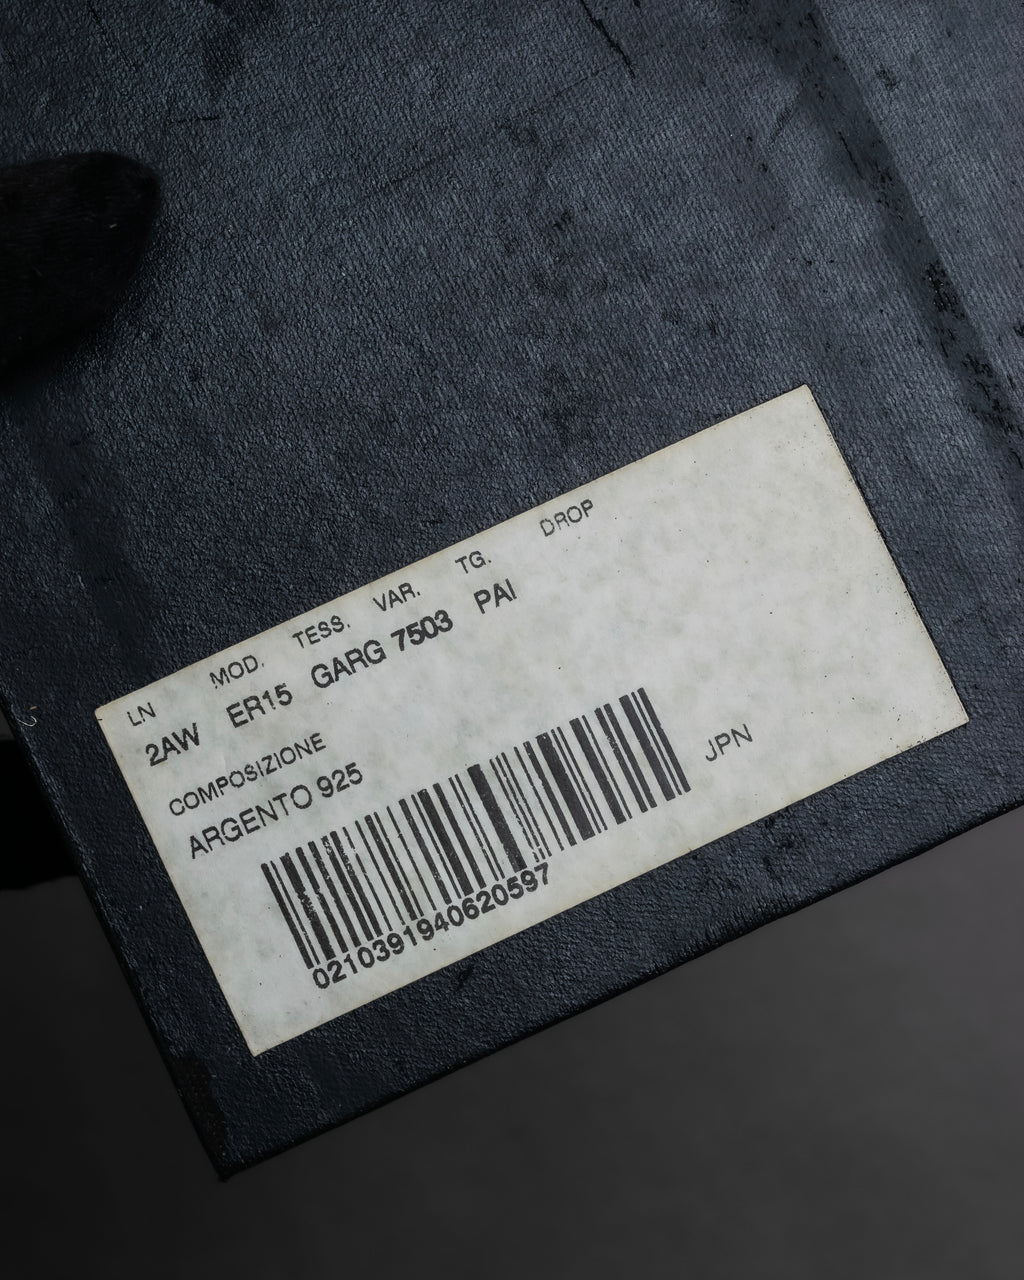 LN MOD. TESS. VAR. TG. DROP
2AW ER15 GARG 7503 PAI
COMPOSIZIONE
ARGENTO 925
JPN
0210391940620597